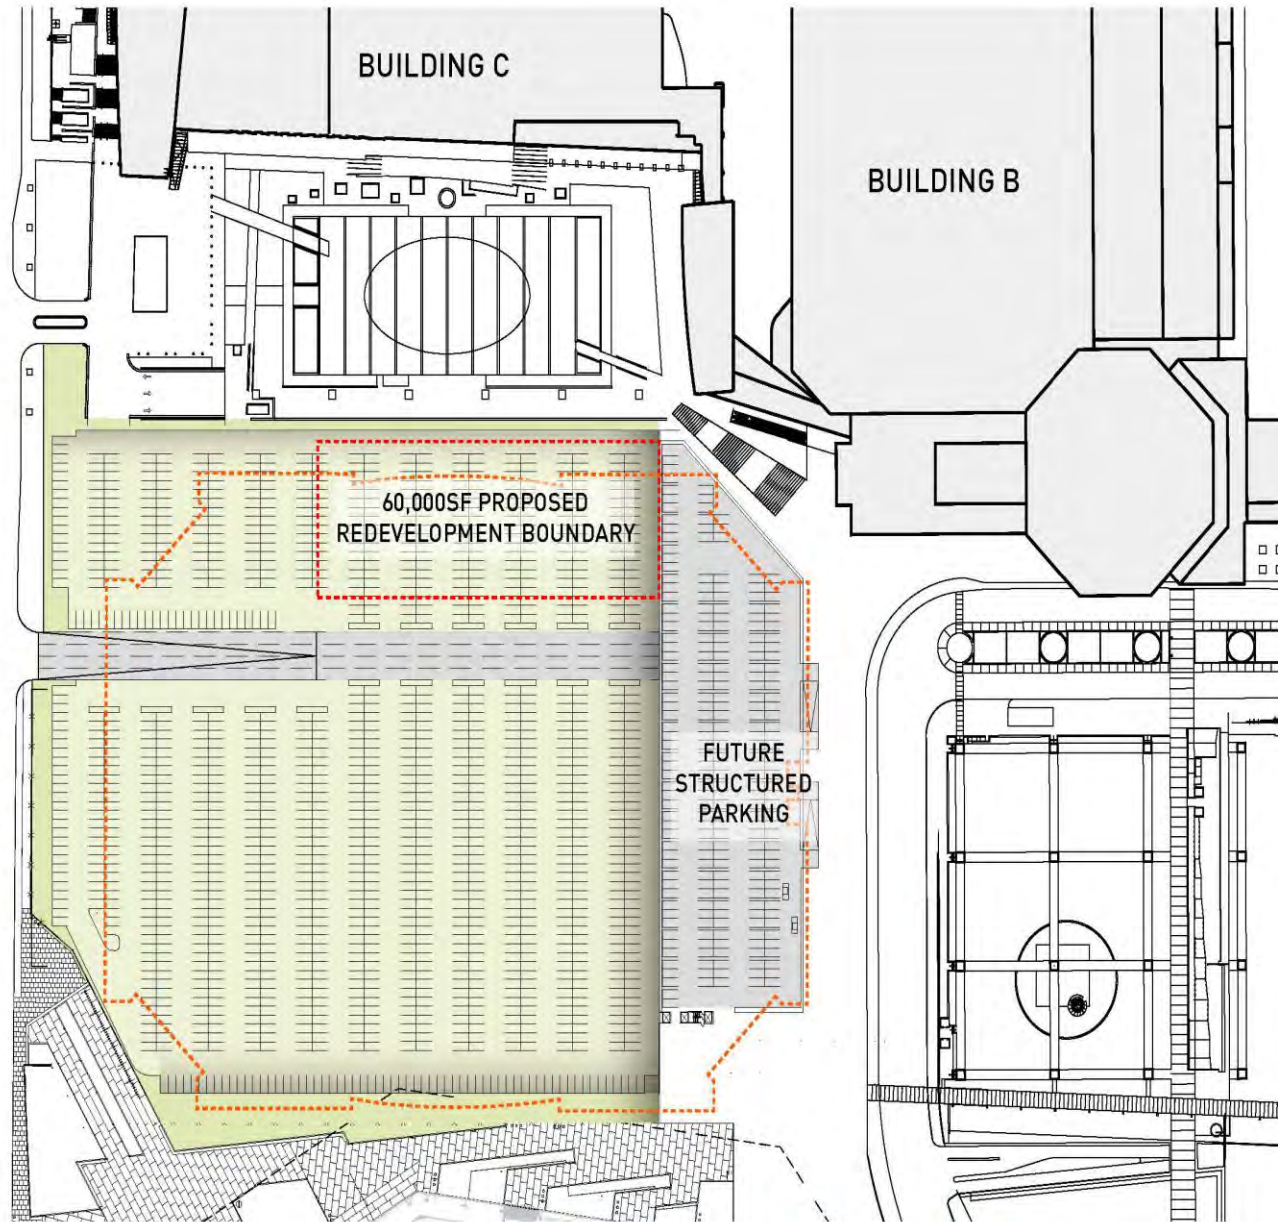 BUILDING C
BUILDING B
60,000SF PROPOSED
REDEVELOPMENT BOUNDARY
FUTURE
STRUCTURED
PARKING